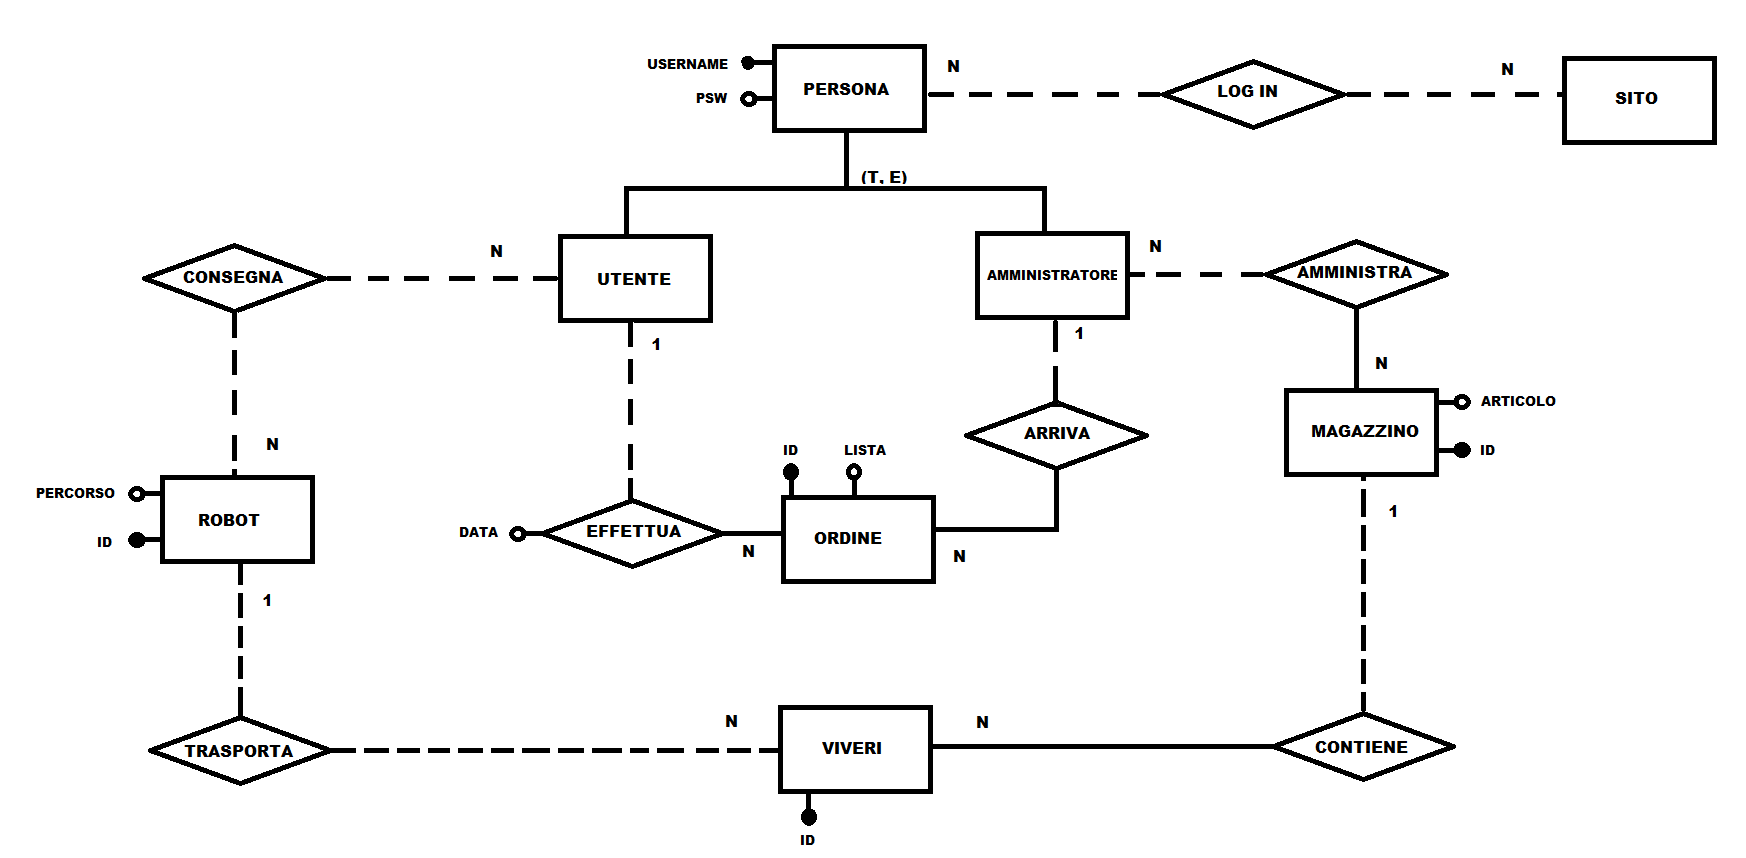 USERNAME
PSW
PERSONA
N
LOG IN
N
SITO
(T, E)
CONSEGNA
N
UTENTE
AMMINISTRATORE
N
AMMINISTRA
1
1
N
N
PERCORSO
ID
ROBOT
DATA
EFFETTUA
N
ID
LISTA
ORDINE
N
ARRIVA
MAGAZZINO
ARTICOLO
ID
1
1
TRASPORTA
N
VIVERI
N
CONTIENE
ID